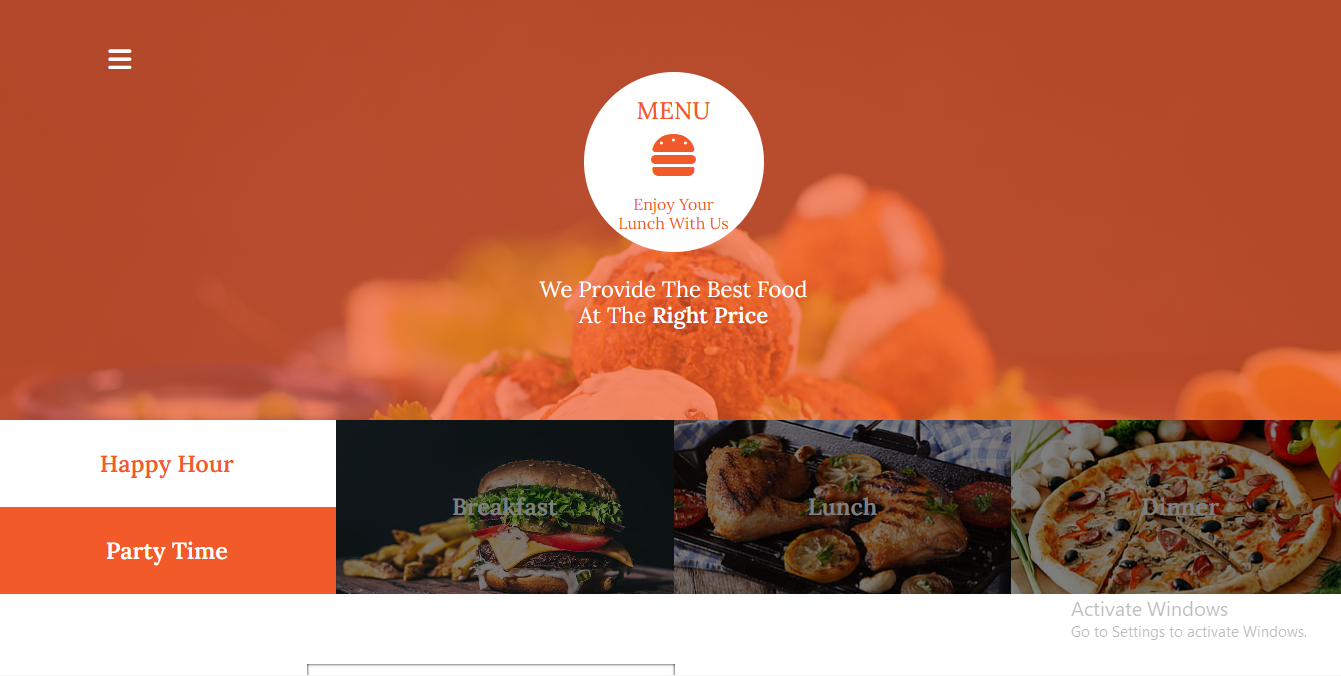 MENU
Enjoy Your
Lunch With Us
We Provide The Best Food
At The Right Price
Happy Hour
Party Time
Breakfast
Lunch
Dinner
Activate Windows
Go to Settings to activate Windows.